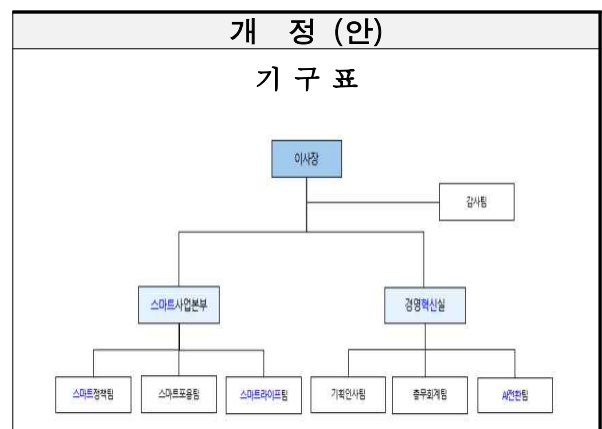 개 정 (안)
기 구 표
이사장
감사팀
스마트사업본부
경영혁신실
스마트정책팀
스마트포용팀
스마트라이프팀
기획인사팀
총무회계팀
AI전환팀